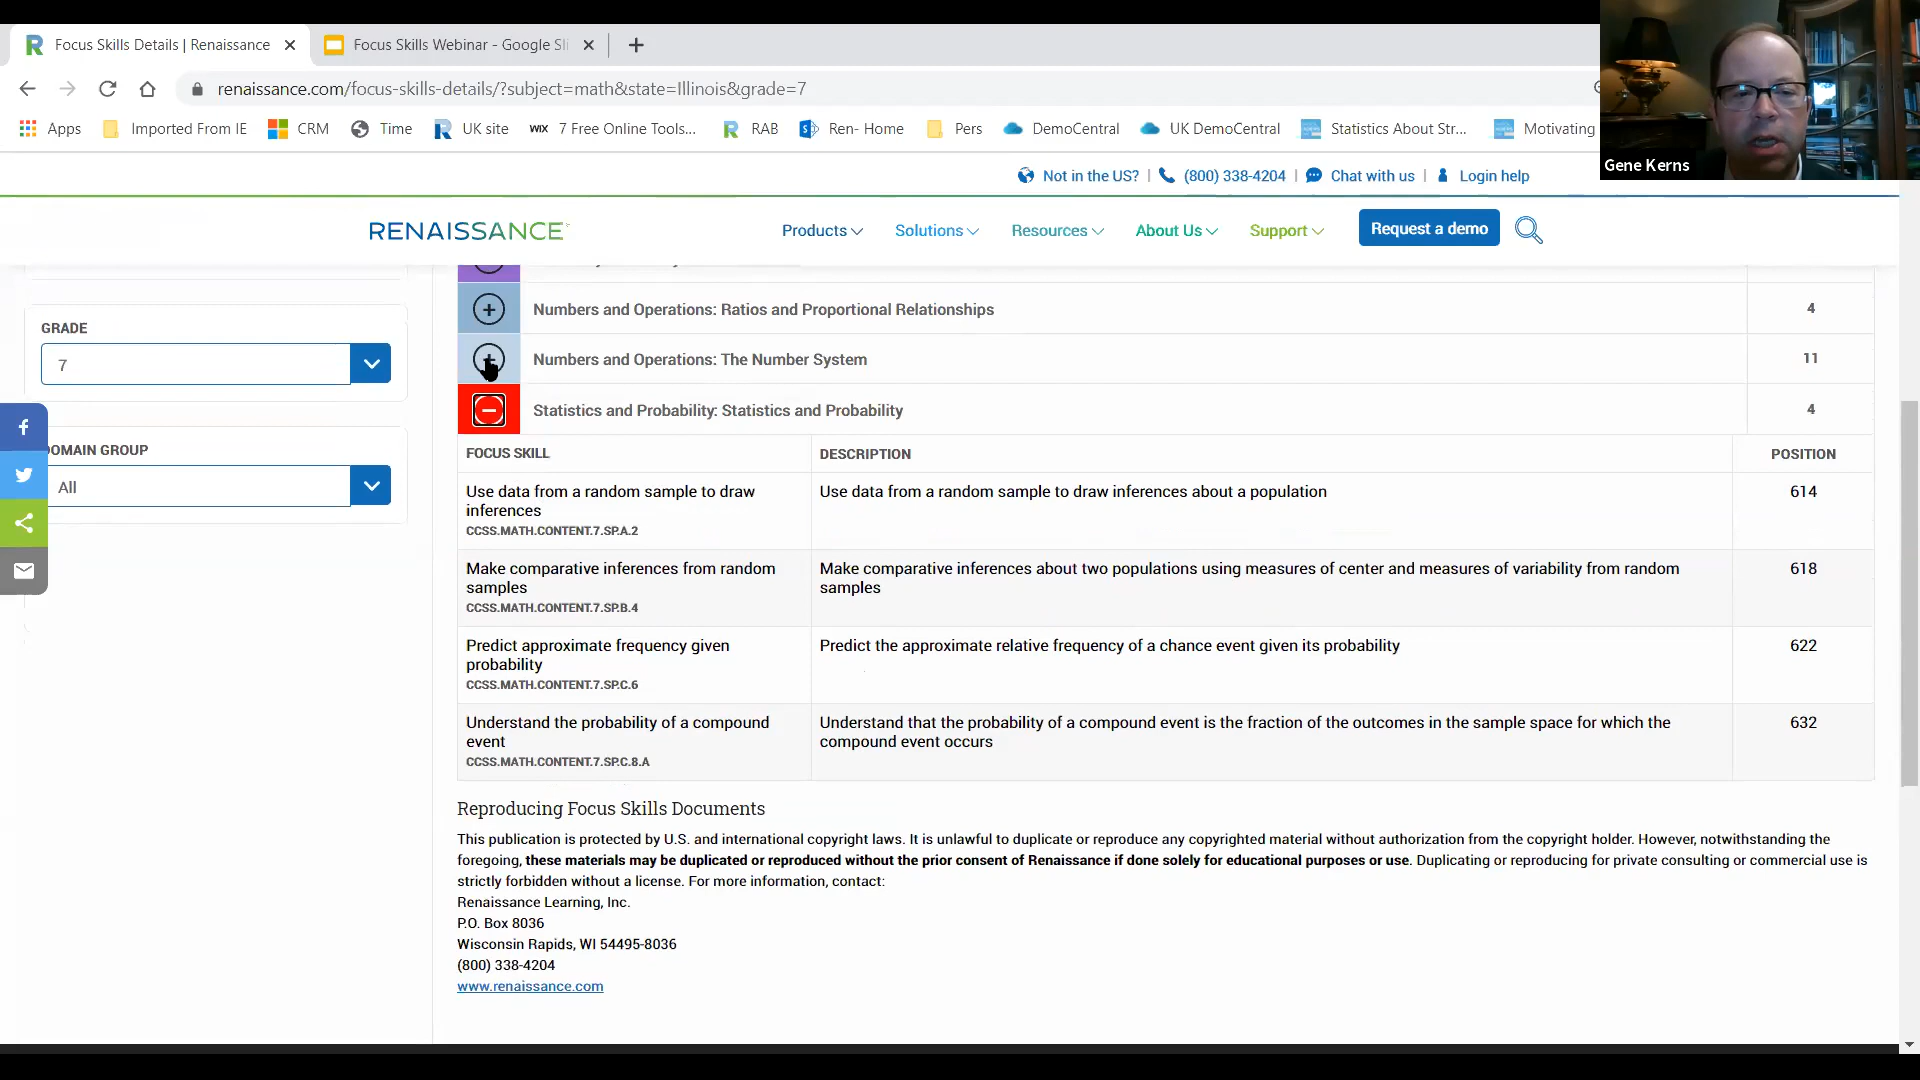 Focus Skills Details | Renaissance
Focus Skills Webinar - Google Sli
renaissance.com/focus-skills-details/?subject=math&state=Illinois&grade=7
Apps
Imported From IE
CRM
Time
UK site
WIX 7 Free Online Tools...
RAB
Ren- Home
Pers
DemoCentral
UK DemoCentral
Statistics About Str...
Motivating
Gene Kerns
Not in the US? | (800) 338-4204 | Chat with us | Login help
RENAISSANCE
Products
Solutions
Resources
About Us
Support
Request a demo
GRADE
7
DOMAIN GROUP
All
Numbers and Operations: Ratios and Proportional Relationships 4
Numbers and Operations: The Number System 11
Statistics and Probability: Statistics and Probability 4
FOCUS SKILL DESCRIPTION POSITION
Use data from a random sample to draw
inferences
CCSS.MATH.CONTENT.7.SP.A.2
Use data from a random sample to draw inferences about a population
614
Make comparative inferences from random
samples
CCSS.MATH.CONTENT.7.SP.B.4
Make comparative inferences about two populations using measures of center and measures of variability from random
samples
618
Predict approximate frequency given
probability
CCSS.MATH.CONTENT.7.SP.C.6
Predict the approximate relative frequency of a chance event given its probability
622
Understand the probability of a compound
event
CCSS.MATH.CONTENT.7.SP.C.8.A
Understand that the probability of a compound event is the fraction of the outcomes in the sample space for which the
compound event occurs
632
Reproducing Focus Skills Documents
This publication is protected by U.S. and international copyright laws. It is unlawful to duplicate or reproduce any copyrighted material without authorization from the copyright holder. However, notwithstanding the
foregoing, these materials may be duplicated or reproduced without the prior consent of Renaissance if done solely for educational purposes or use. Duplicating or reproducing for private consulting or commercial use is
strictly forbidden without a license. For more information, contact:
Renaissance Learning, Inc.
P.O. Box 8036
Wisconsin Rapids, WI 54495-8036
(800) 338-4204
www.renaissance.com